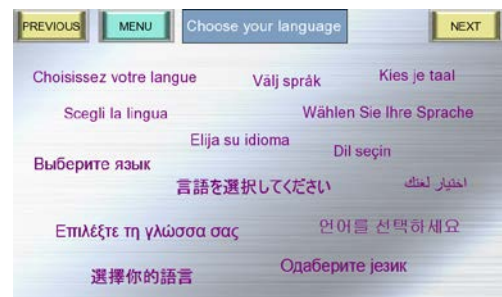 PREVIOUS MENU Choose your language NEXT
Choisissez votre langue Välj språk Kies je taal
Scegli la lingua Wählen Sie Ihre Sprache
Elija su idioma Dil seçin
Выберите язык
言語を選択してください اختيار لغتك
Επιλέξτε τη γλώσσα σας 언어를 선택하세요
選擇你的語言 Одаберите језик